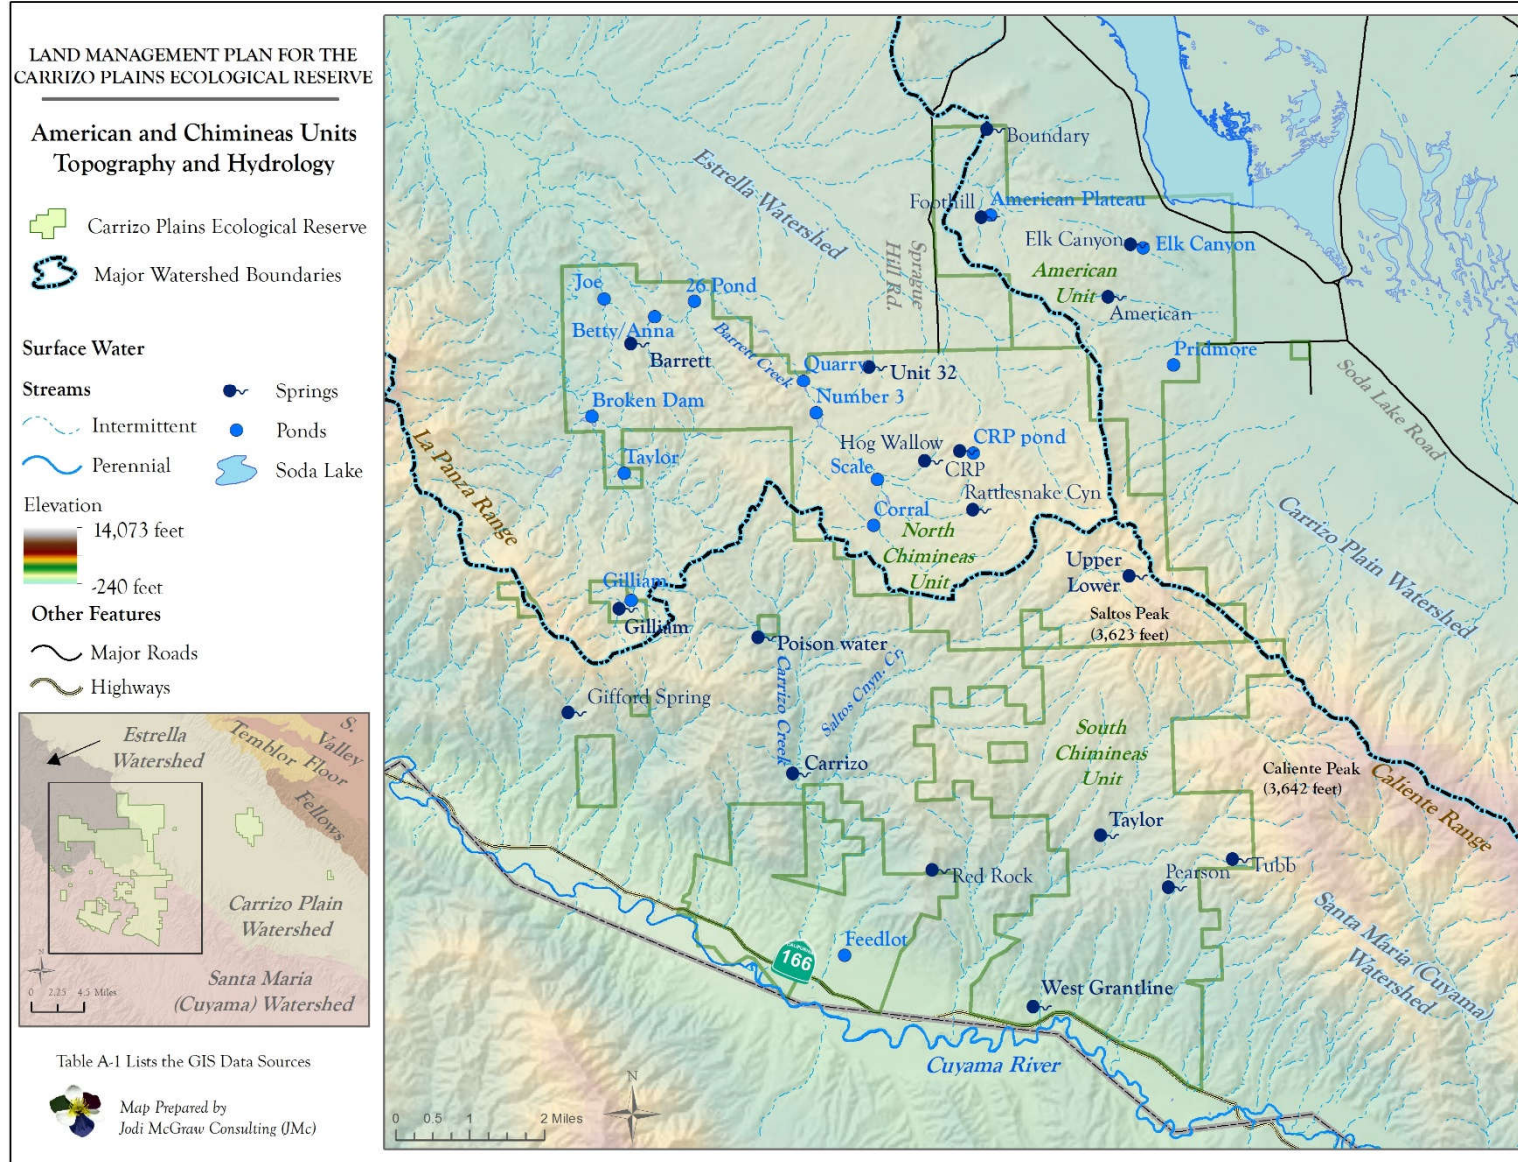 LAND MANAGEMENT PLAN FOR THE
CARRIZO PLAINS ECOLOGICAL RESERVE
American and Chimineas Units
Topography and Hydrology
Carrizo Plains Ecological Reserve
Major Watershed Boundaries
Surface Water
Streams
Springs
Intermittent
Ponds
Perennial
Soda Lake
Elevation
14,073 feet
-240 feet
Other Features
Major Roads
Highways
Estrella
Watershed
S.
Valley
Floor
Temblor
Fellows
Carrizo Plain
Watershed
Santa Maria
(Cuyama) Watershed
N
0 2.25 4.5 Miles
Table A-1 Lists the GIS Data Sources
Map Prepared by
Jodi McGraw Consulting (JMc)
Boundary
Estrella Watershed
Foothill
American Plateau
Elk Canyon
Elk Canyon
Sprague
Hill Rd.
American
Unit
American
Joe
26 Pond
Betty/Anna
Barrett
Barrett Creek
Quarry
Unit 32
Pridmore
Soda Lake Road
Broken Dam
Number 3
La Panza Range
Taylor
Hog Wallow
CRP pond
CRP
Scale
Rattlesnake Cyn
Corral
North
Chimineas
Unit
Carrizo Plain Watershed
Upper
Lower
Saltos Peak
(3,623 feet)
Gilliam
Gilliam
Poison water
Carrizo Creek
Saltos Cnyn. Cr.
Gifford Spring
Carrizo
South
Chimineas
Unit
Caliente Peak
(3,642 feet)
Caliente Range
Taylor
Tubb
Pearson
Red Rock
Santa Maria (Cuyama)
Watershed
Feedlot
CALIFORNIA
166
West Grantline
Cuyama River
N
0 0.5 1 2 Miles